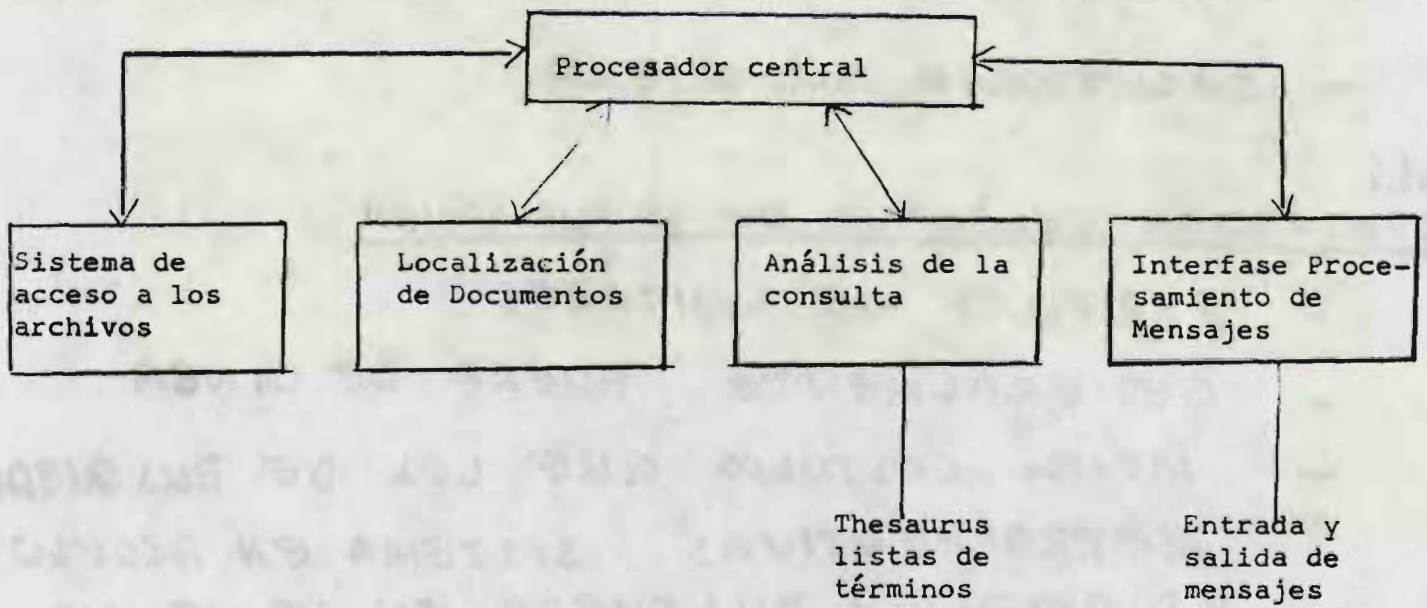 Procesador central
Sistema de
acceso a los
archivos
Localización
de Documentos
Análisis de la
consulta
Interfase Proce-
samiento de
Mensajes
Thesaurus
listas de
términos
Entrada y
salida de
mensajes